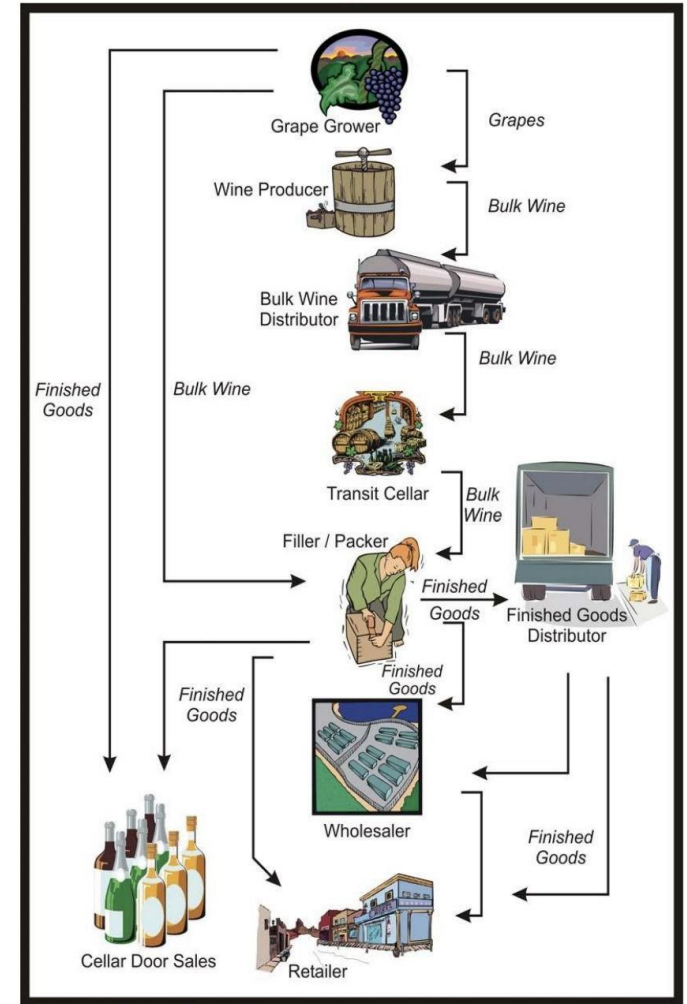 Grape Grower
Grapes
Wine Producer
Bulk Wine
Bulk Wine
Distributor
Bulk Wine
Finished
Goods
Bulk Wine
Transit Cellar
Bulk
Wine
Filler / Packer
Finished
Goods
Finished Goods
Distributor
Finished
Goods
Finished
Goods
Wholesaler
Finished
Goods
Cellar Door Sales
Retailer